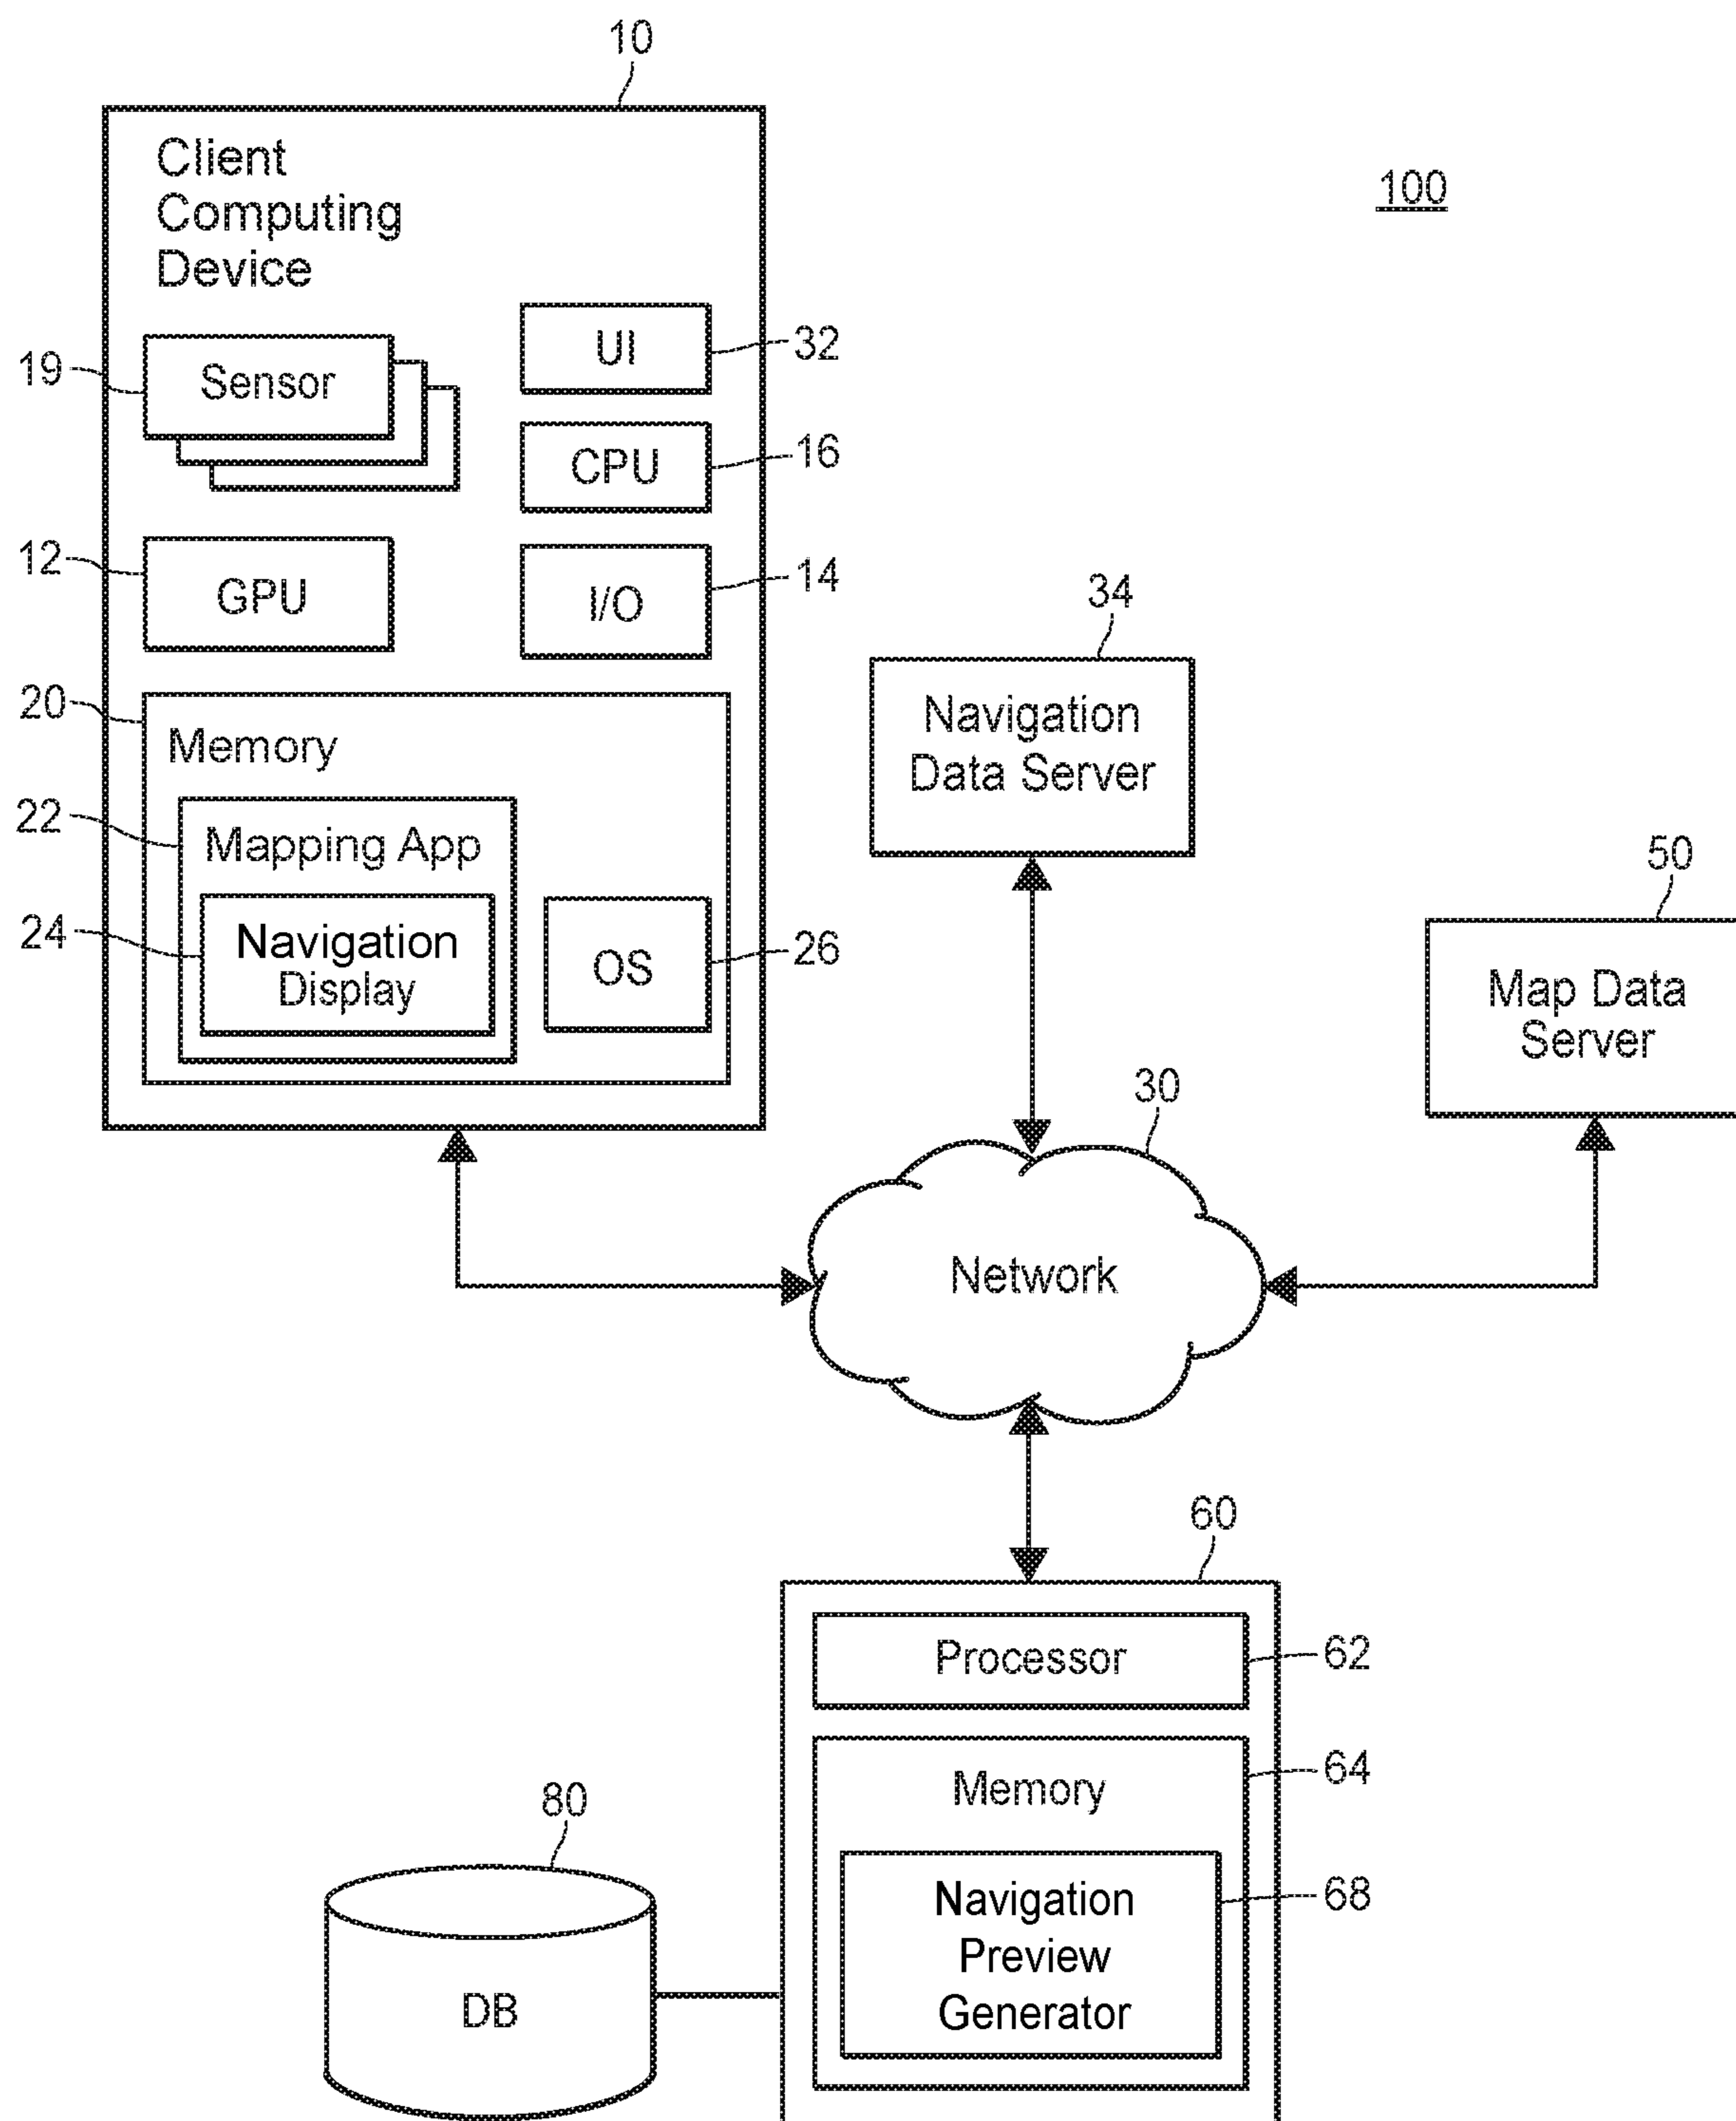 10
Client
Computing
Device
100
UI
32
19
Sensor
CPU
16
12
GPU
I/O
14
34
Navigation
Data Server
20
Memory
22
Mapping App
50
24
Navigation
Display
OS
26
Map Data
Server
30
Network
60
Processor
62
Memory
64
80
Navigation
Preview
Generator
68
DB